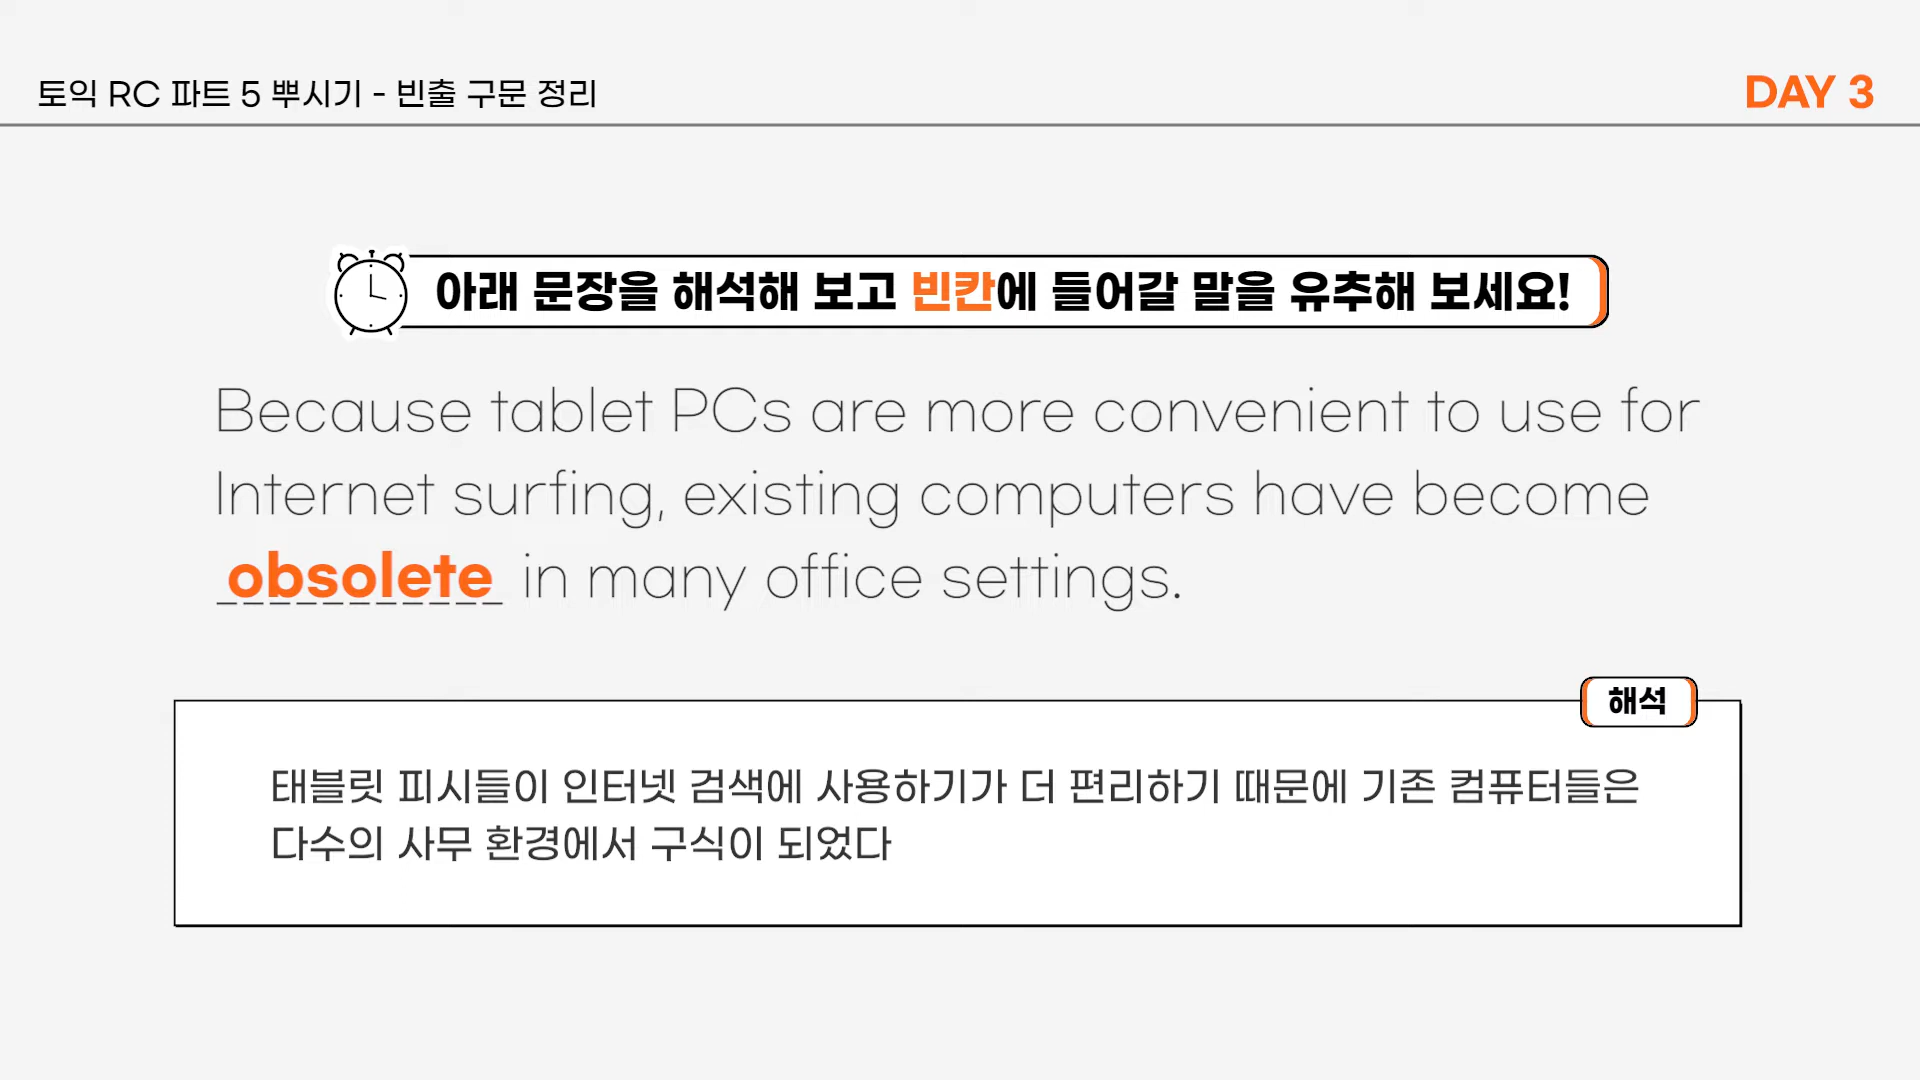 토익 RC 파트 5 뿌시기 - 빈출 구문 정리
DAY 3
아래 문장을 해석해 보고 빈칸에 들어갈 말을 유추해 보세요!
Because tablet PCs are more convenient to use for
Internet surfing, existing computers have become
obsolete in many office settings.
해석
태블릿 피시들이 인터넷 검색에 사용하기가 더 편리하기 때문에 기존 컴퓨터들은
다수의 사무 환경에서 구식이 되었다